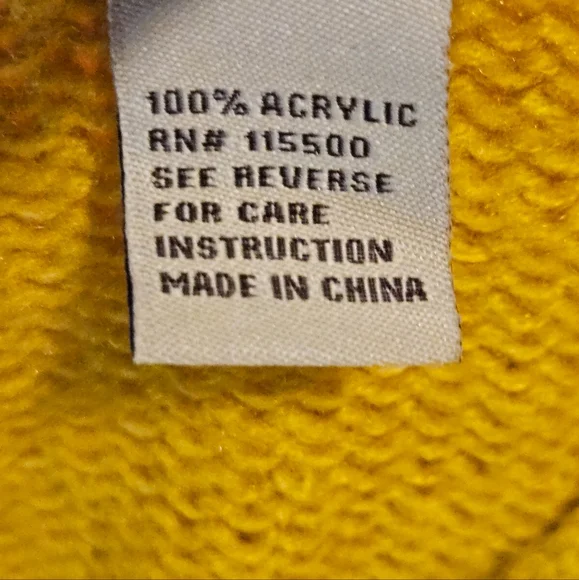 100% ACRYLIC
RN# 115500
SEE REVERSE
FOR CARE
INSTRUCTION
MADE IN CHINA